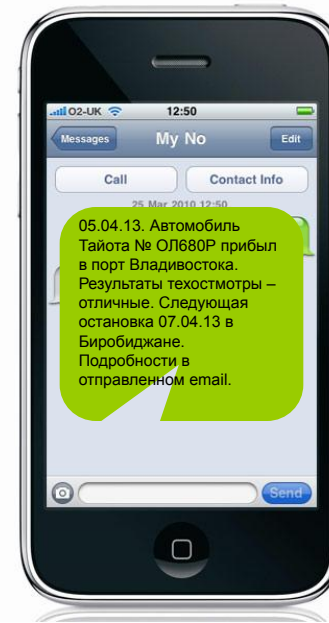 O2-UK 12:50
Messages My No Edit
Call Contact Info
25 Mar 2010 12:50
05.04.13. Автомобиль
Тайота № ОЛ680Р прибыл
в порт Владивостока.
Результаты техостмотры –
отличные. Следующая
остановка 07.04.13 в
Биробиджане.
Подробности в
отправленном email.
Send